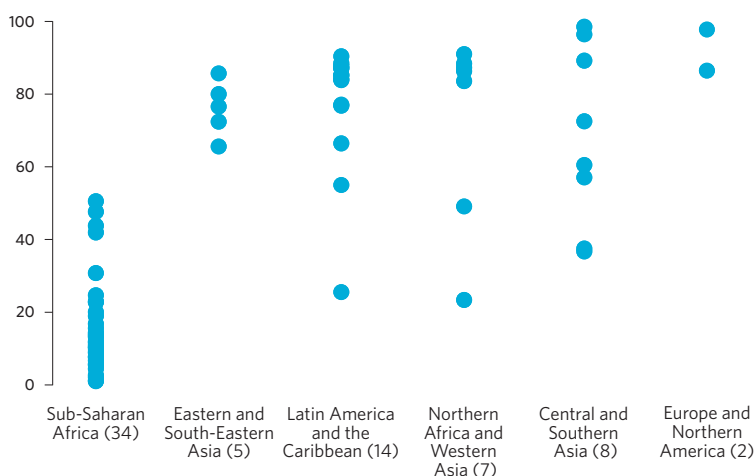 100
80
60
40
20
0
Sub-Saharan
Africa (34)
Eastern and
South-Eastern
Asia (5)
Latin America
and the
Caribbean (14)
Northern
Africa and
Western
Asia (7)
Central and
Southern
Asia (8)
Europe and
Northern
America (2)